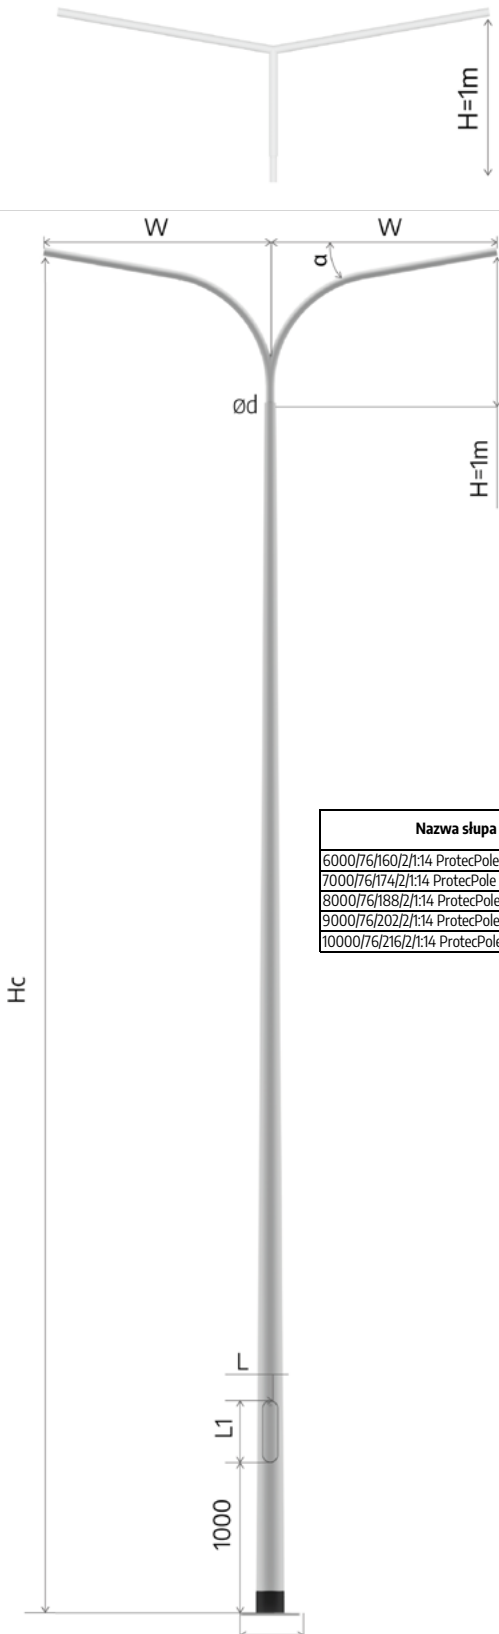 H=1m
W
W
α
ød
H=1m
Nazwa słupa
6000/76/160/2/1:14 ProtecPole
7000/76/174/2/1:14 ProtecPole
8000/76/188/2/1:14 ProtecPole
9000/76/202/2/1:14 ProtecPole
10000/76/216/2/1:14 ProtecPole
Hc
L
L1
1000